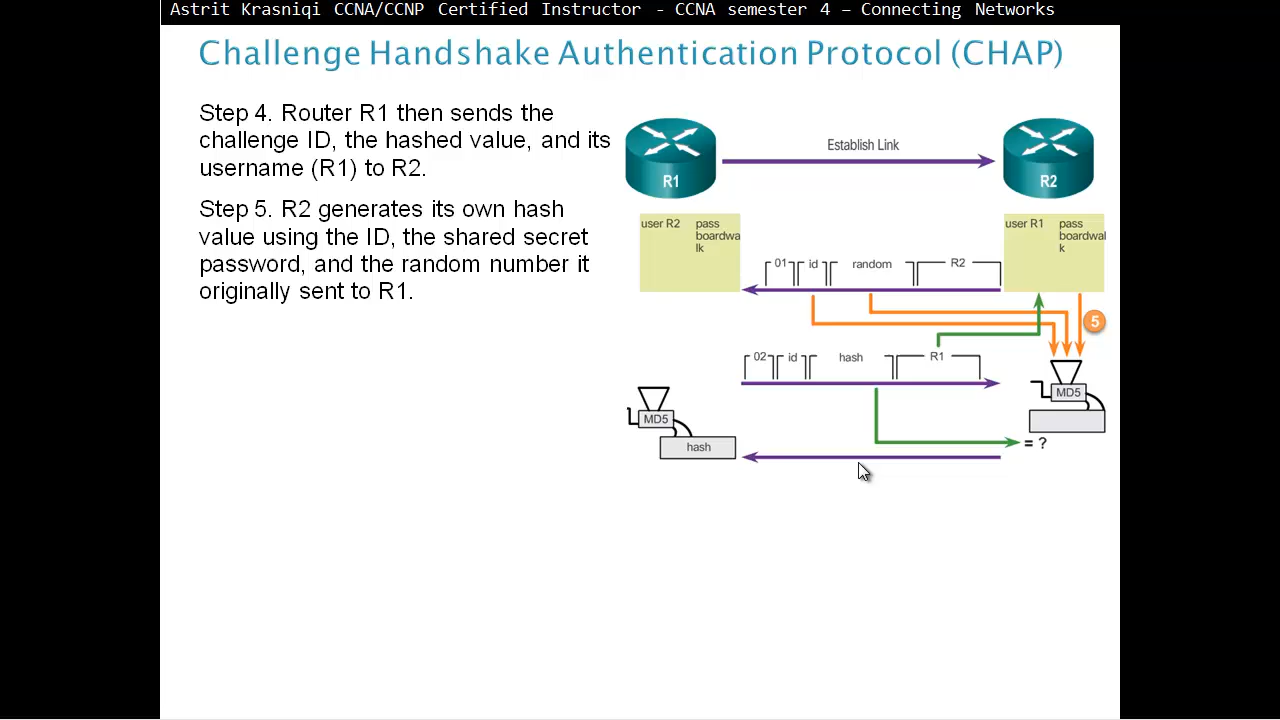 Astrit Krasniqi CCNA/CCNP Certified Instructor - CCNA semester 4 – Connecting Networks
Challenge Handshake Authentication Protocol (CHAP)
Step 4. Router R1 then sends the
challenge ID, the hashed value, and its
username (R1) to R2.
Step 5. R2 generates its own hash
value using the ID, the shared secret
password, and the random number it
originally sent to R1.
Establish Link
R1
R2
user R2 pass
boardwa
lk
user R1 pass
boardwal
k
01 id random R2
5
02 id hash R1
MD5
MD5
hash
= ?